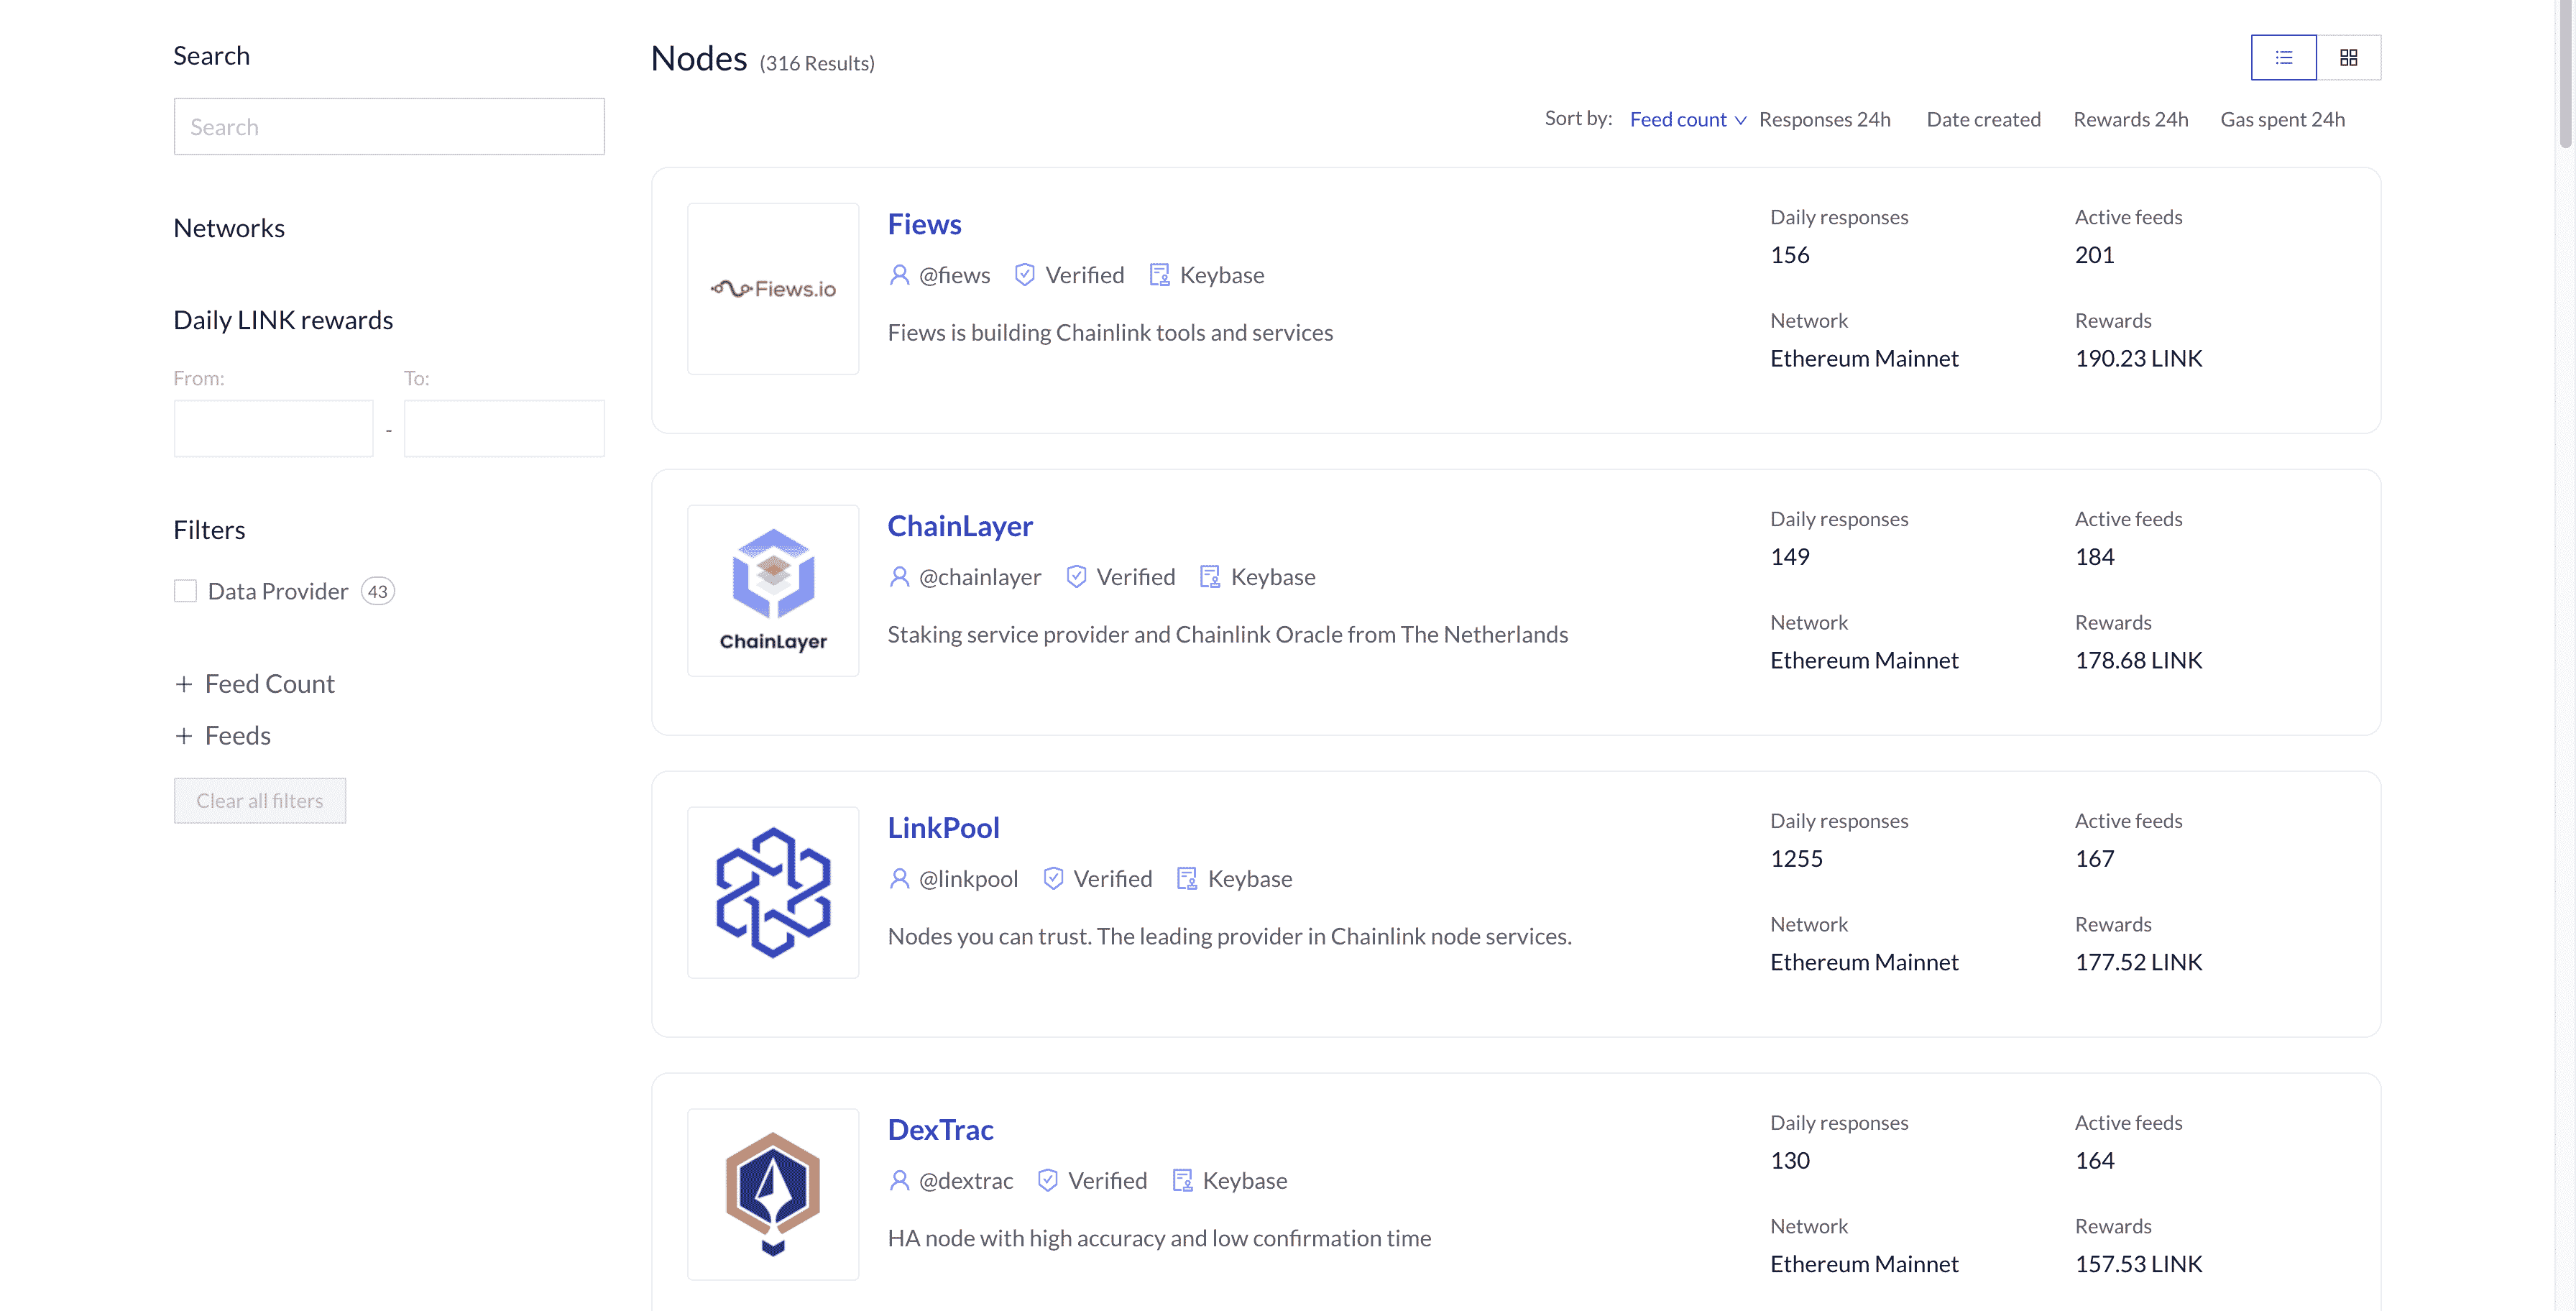 Search
Search
Networks
Daily LINK rewards
From: To:
-
Filters
Data Provider 43
+ Feed Count
+ Feeds
Clear all filters
Nodes (316 Results)
Sort by: Feed count Responses 24h Date created Rewards 24h Gas spent 24h
Fiews.io
Fiews
@fiews Verified Keybase
Fiews is building Chainlink tools and services
Daily responses Active feeds
156 201
Network Rewards
Ethereum Mainnet 190.23 LINK
ChainLayer
ChainLayer
@chainlayer Verified Keybase
Staking service provider and Chainlink Oracle from The Netherlands
Daily responses Active feeds
149 184
Network Rewards
Ethereum Mainnet 178.68 LINK
LinkPool
@linkpool Verified Keybase
Nodes you can trust. The leading provider in Chainlink node services.
Daily responses Active feeds
1255 167
Network Rewards
Ethereum Mainnet 177.52 LINK
DexTrac
@dextrac Verified Keybase
HA node with high accuracy and low confirmation time
Daily responses Active feeds
130 164
Network Rewards
Ethereum Mainnet 157.53 LINK